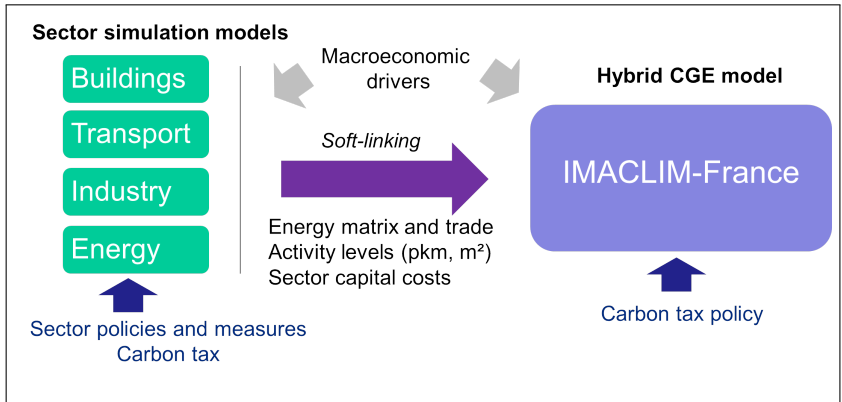 Sector simulation models
Buildings
Transport
Industry
Energy
Sector policies and measures
Carbon tax
Macroeconomic
drivers
Soft-linking
Energy matrix and trade
Activity levels (pkm, m²)
Sector capital costs
Hybrid CGE model
IMACLIM-France
Carbon tax policy